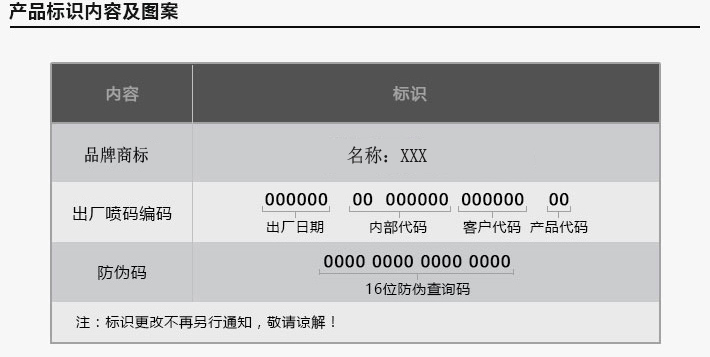 产品标识内容及图案
内容 标识
品牌商标 名称：XXX
出厂喷码编码 000000 00 000000 000000 00
出厂日期 内部代码 客户代码 产品代码
防伪码 0000 0000 0000 0000
16位防伪查询码
注：标识更改不再另行通知，敬请谅解！